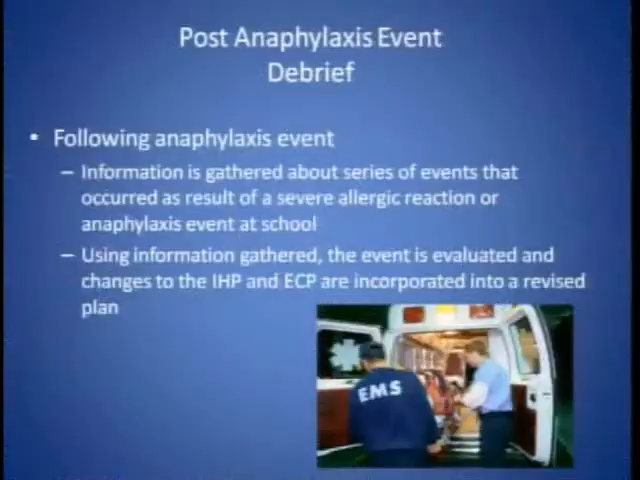 Post Anaphylaxis Event
Debrief
• Following anaphylaxis event
– Information is gathered about series of events that
occurred as result of a severe allergic reaction or
anaphylaxis event at school
– Using information gathered, the event is evaluated and
changes to the IHP and ECP are incorporated into a revised
plan
EMS